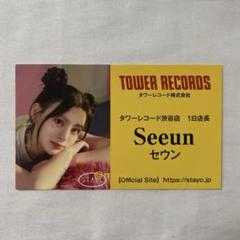 TOWER RECORDS
タワーレコード株式会社
タワーレコード渋谷店 1日店長
Seeun
セウン
STAYC
【Official Site】 https://stayc.jp